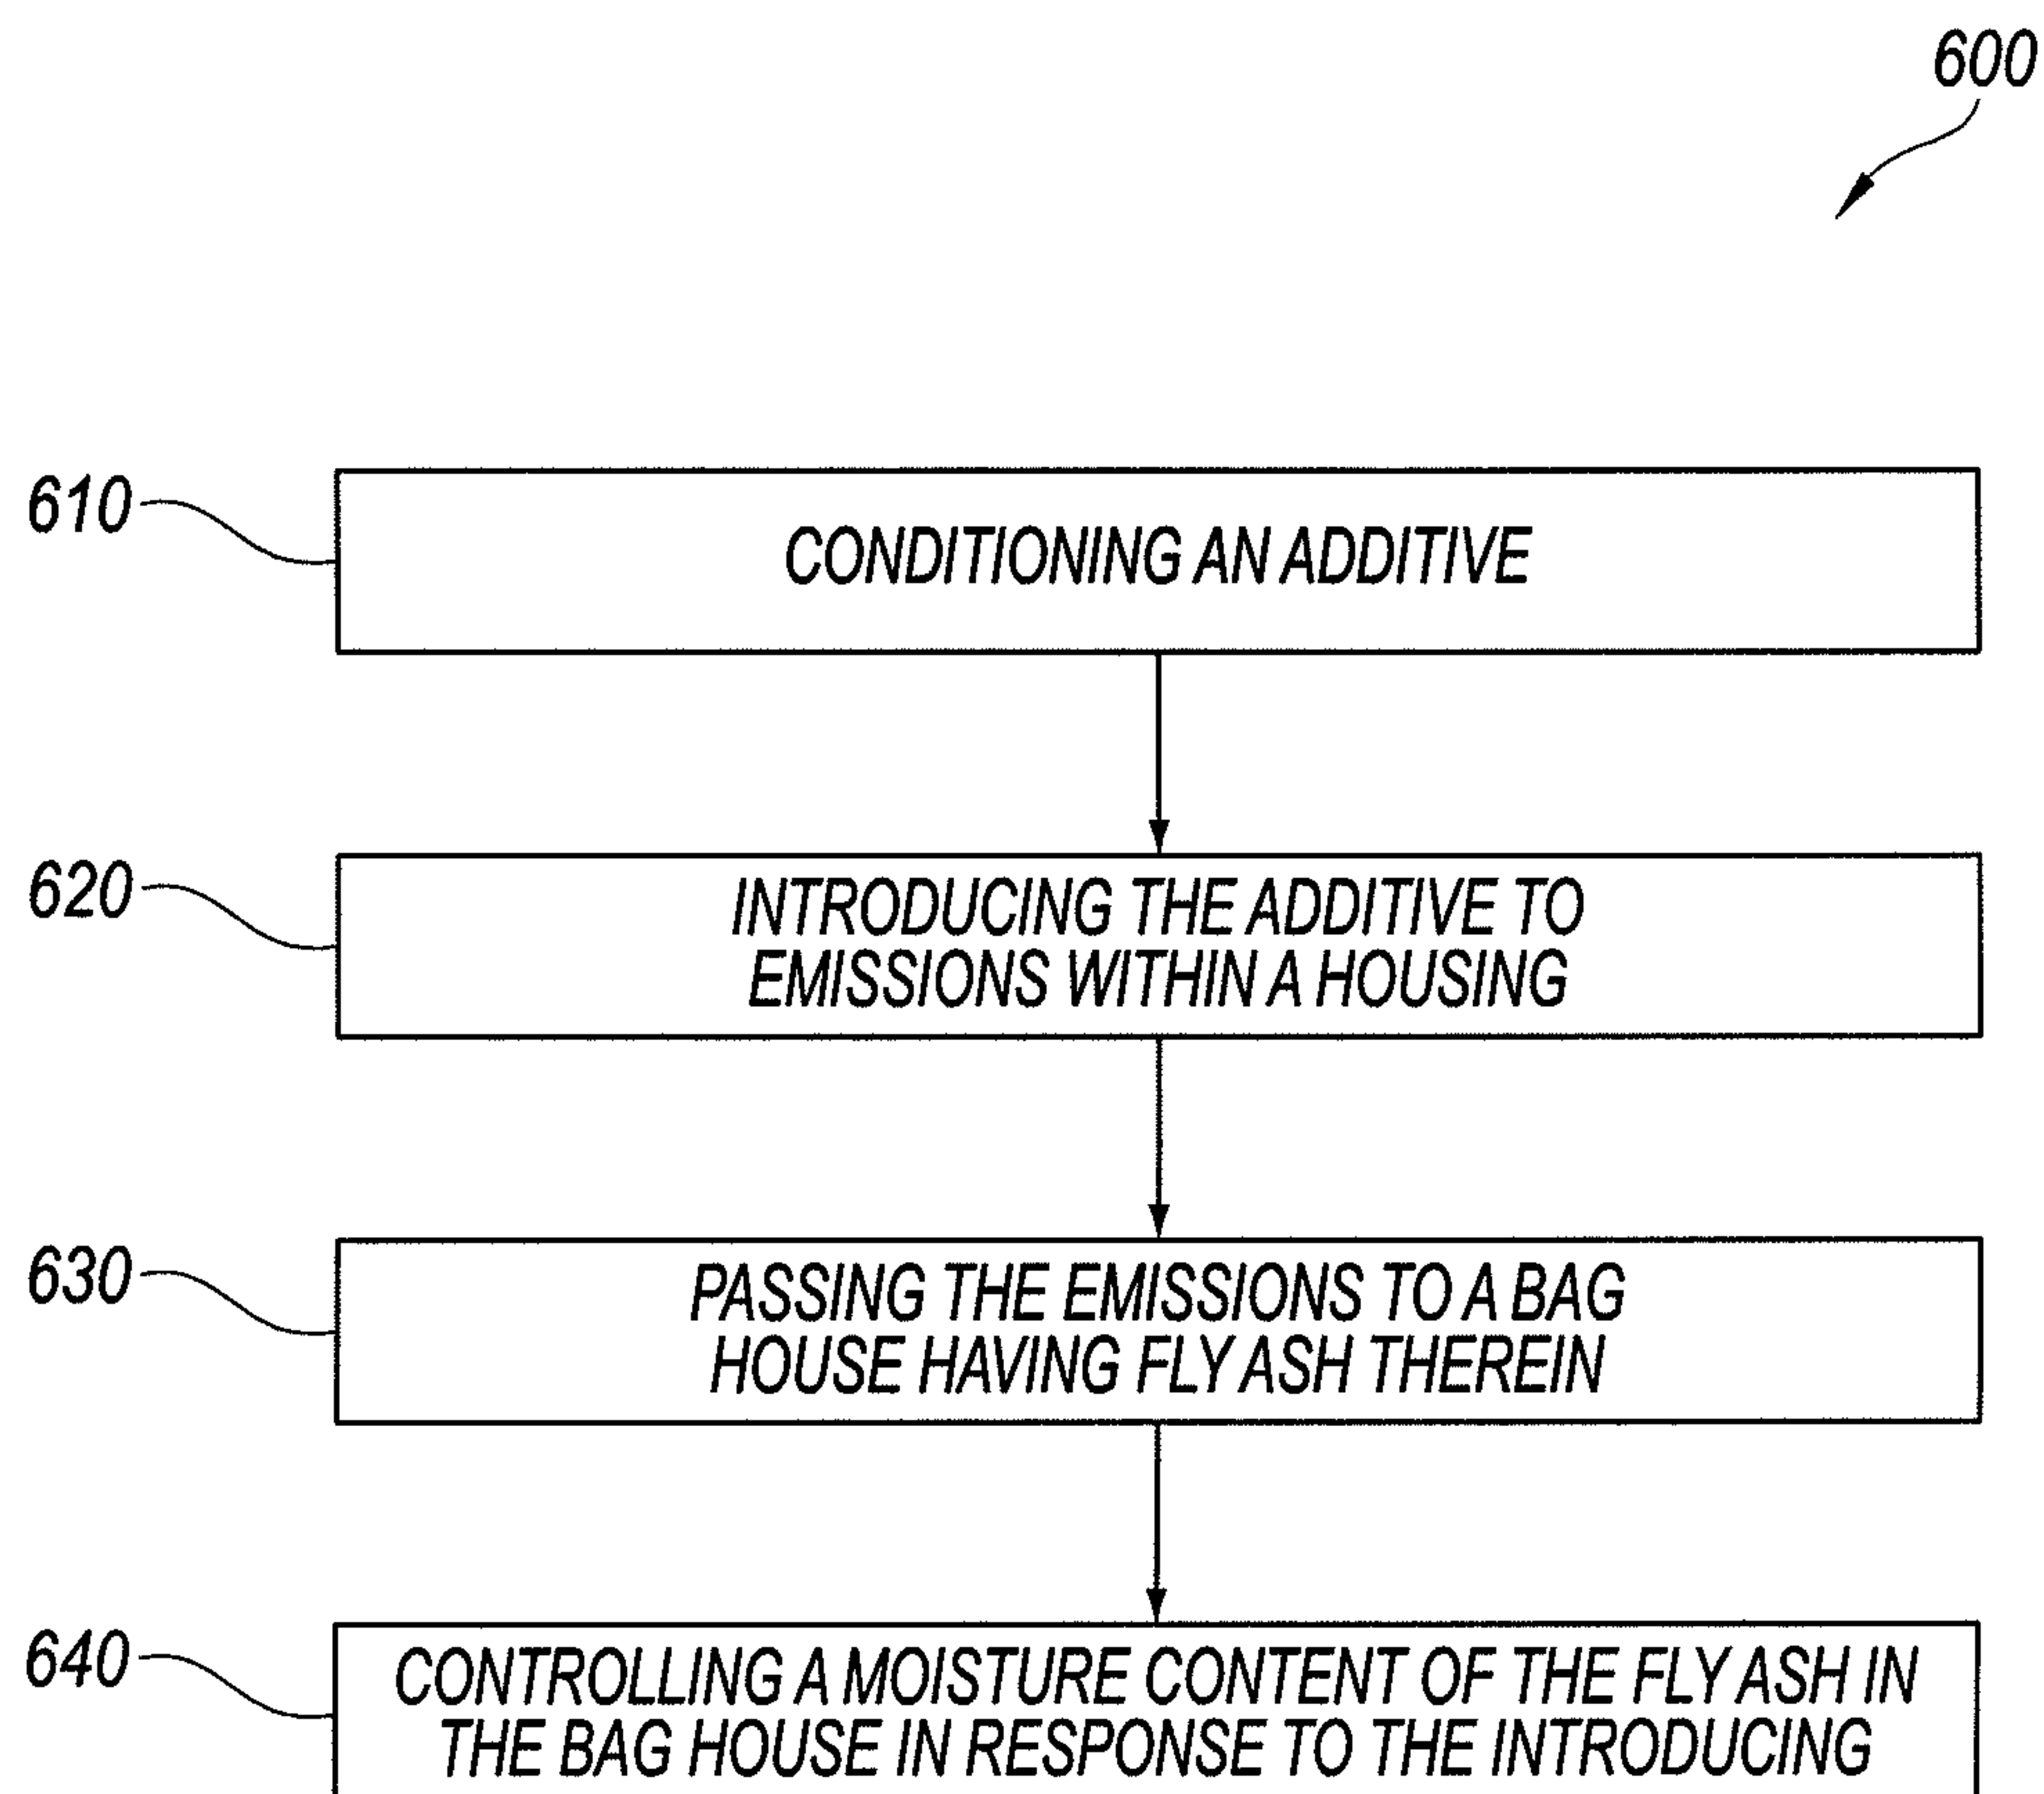 600
610
CONDITIONING AN ADDITIVE
620
INTRODUCING THE ADDITIVE TO
EMISSIONS WITHIN A HOUSING
630
PASSING THE EMISSIONS TO A BAG
HOUSE HAVING FLY ASH THEREIN
640
CONTROLLING A MOISTURE CONTENT OF THE FLY ASH IN
THE BAG HOUSE IN RESPONSE TO THE INTRODUCING